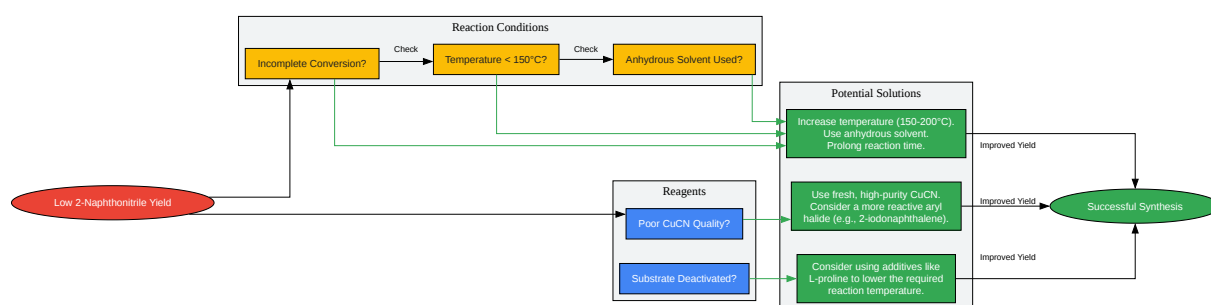 Reaction Conditions
Incomplete Conversion?
Check
Temperature < 150°C?
Check
Anhydrous Solvent Used?
Potential Solutions
Increase temperature (150-200°C).
Use anhydrous solvent.
Prolong reaction time.
Improved Yield
Low 2-Naphthonitrile Yield
Reagents
Poor CuCN Quality?
Use fresh, high-purity CuCN.
Consider a more reactive aryl
halide (e.g., 2-iodonaphthalene).
Improved Yield
Successful Synthesis
Substrate Deactivated?
Consider using additives like
L-proline to lower the required
reaction temperature.
Improved Yield